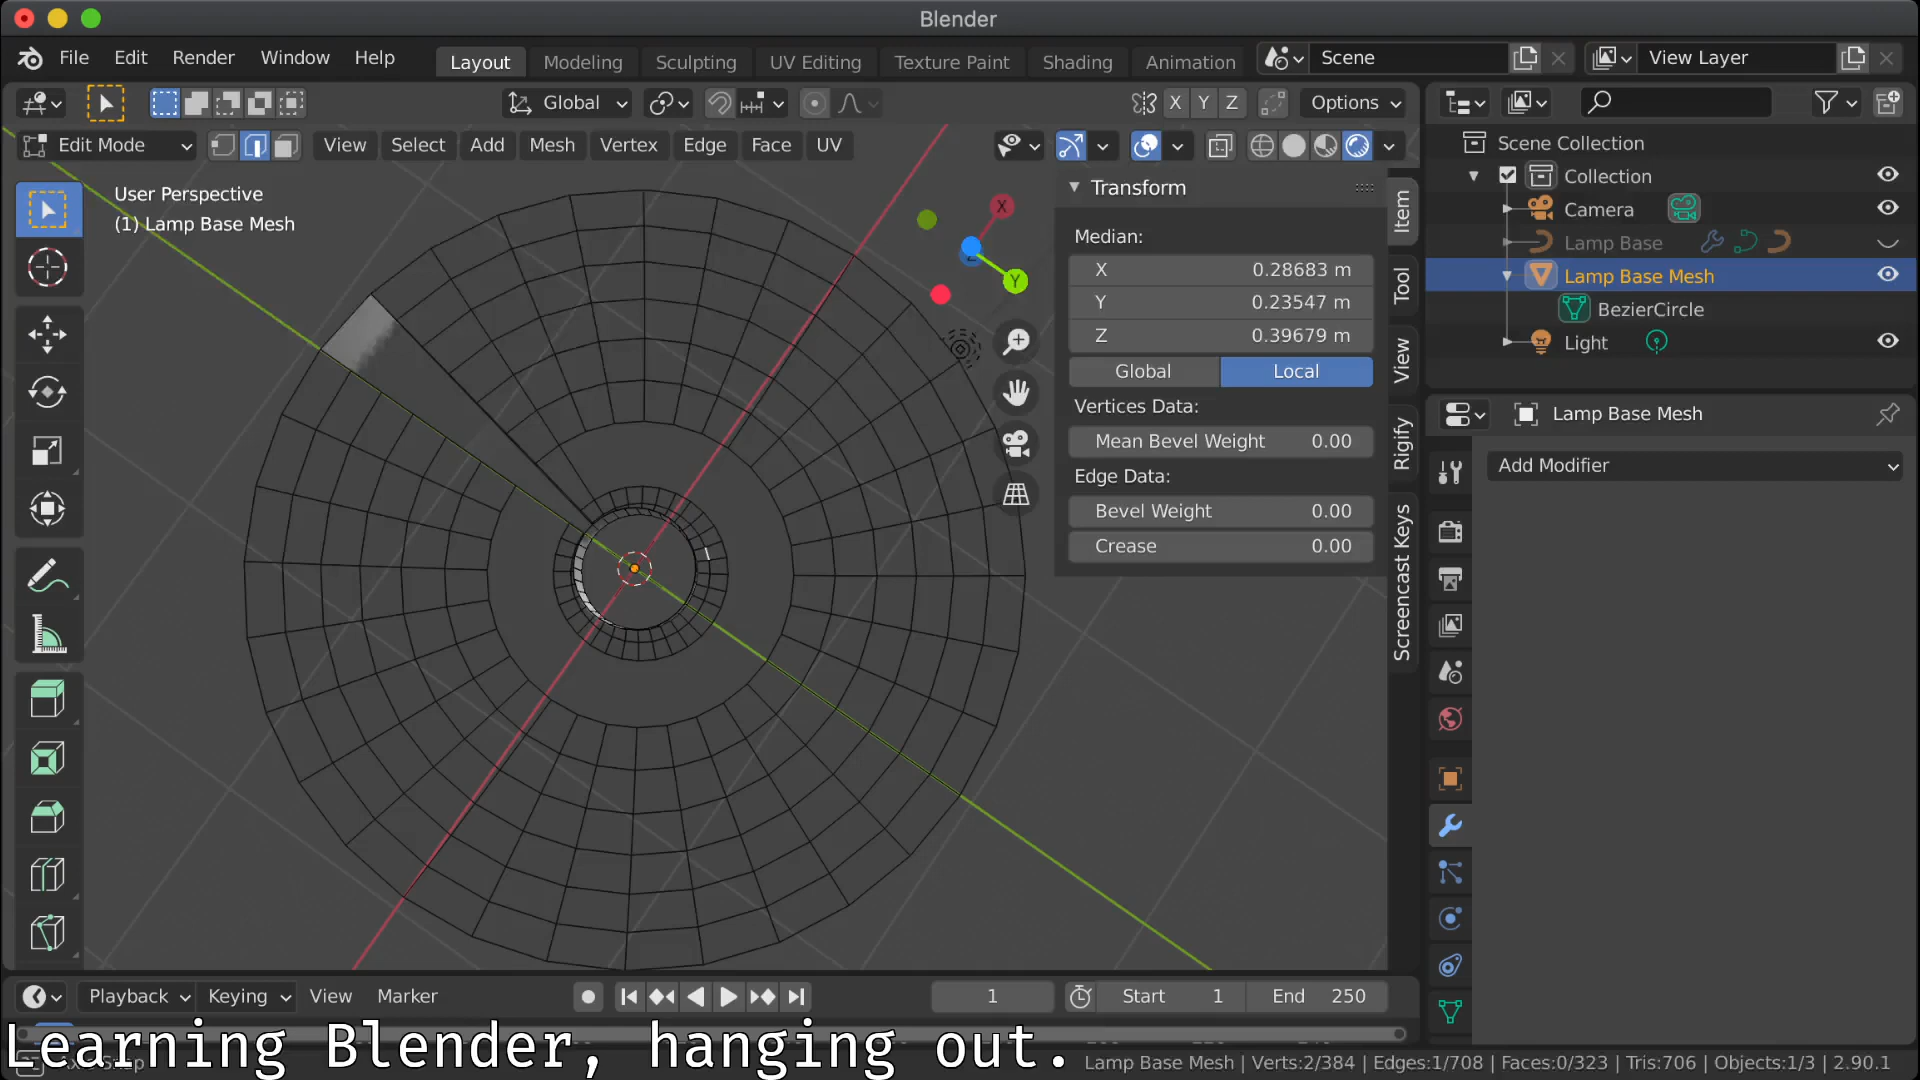 Blender
File Edit Render Window Help Layout Modeling Sculpting UV Editing Texture Paint Shading Animation Scene View Layer
Global X Y Z Options
Edit Mode View Select Add Mesh Vertex Edge Face UV
User Perspective
(1) Lamp Base Mesh
X
Y
Z
Transform
Median:
X 0.28683 m
Y 0.23547 m
Z 0.39679 m
Global Local
Vertices Data:
Mean Bevel Weight 0.00
Edge Data:
Bevel Weight 0.00
Crease 0.00
Item
Tool
View
Rigify
Screencast Keys
Scene Collection
Collection
Camera
Lamp Base
Lamp Base Mesh
BezierCircle
Light
Lamp Base Mesh
Add Modifier
Playback Keying View Marker 1 Start 1 End 250
Learning Blender, hanging out.
Lamp Base Mesh | Verts:2/384 | Edges:1/708 | Faces:0/323 | Tris:706 | Objects:1/3 | 2.90.1